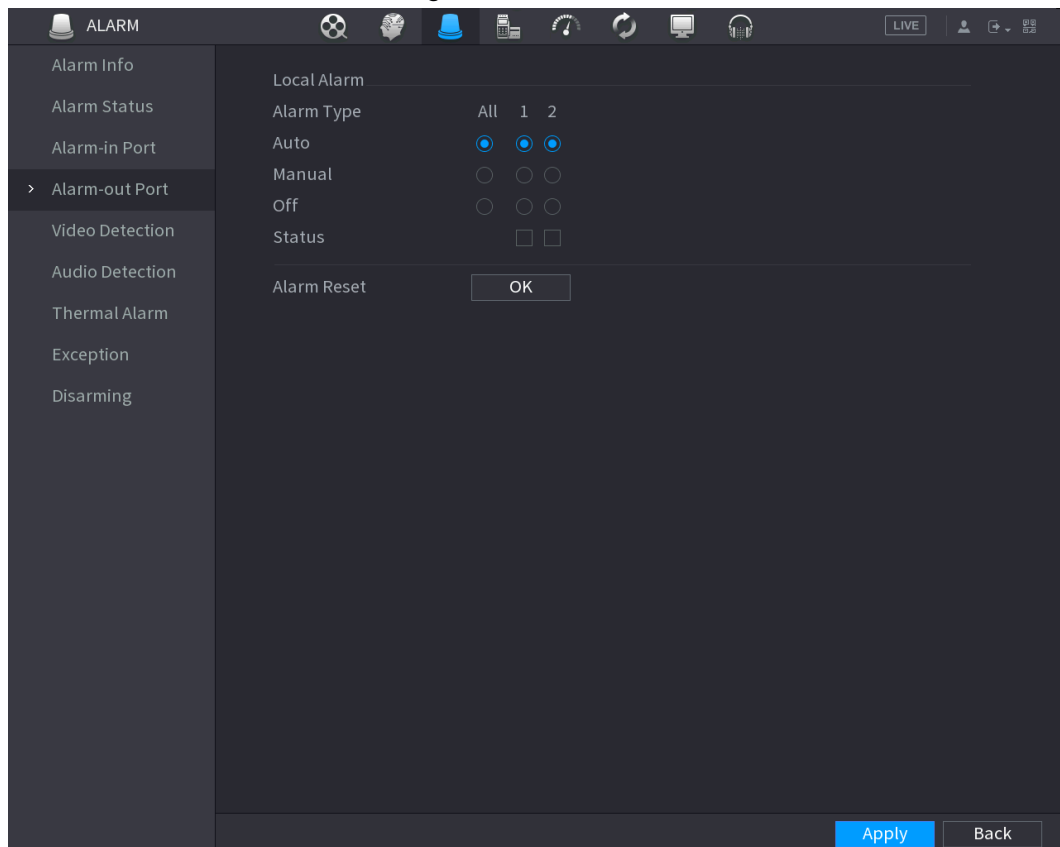 ALARM LIVE
Alarm Info
Alarm Status
Alarm-in Port
Alarm-out Port
Video Detection
Audio Detection
Thermal Alarm
Exception
Disarming
Local Alarm
Alarm Type All 1 2
Auto
Manual
Off
Status
Alarm Reset OK
Apply Back